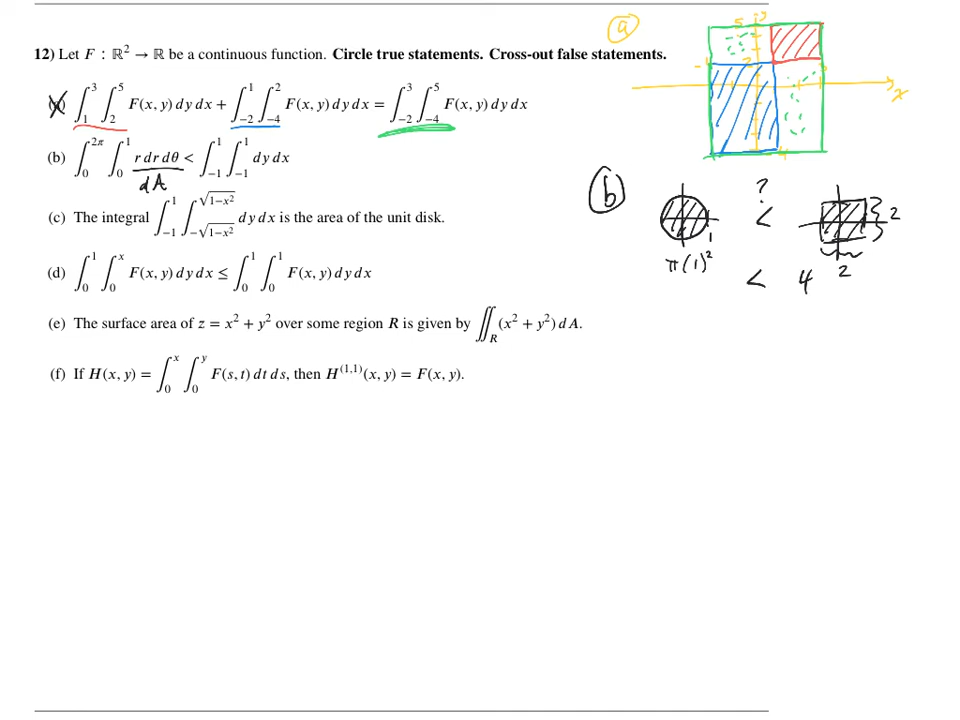 12) Let F : ℝ² → ℝ be a continuous function. Circle true statements. Cross-out false statements.
(a) ∫₁³ ∫₂⁵ F(x, y) dy dx + ∫₋₂¹ ∫₋₄² F(x, y) dy dx = ∫₋₂³ ∫₋₄⁵ F(x, y) dy dx
(b) ∫₀^{2π} ∫₀¹ r dr dθ < ∫₋₁¹ ∫₋₁¹ dy dx
dA
(c) The integral ∫₋₁¹ ∫_{−√(1−x²)}^{√(1−x²)} dy dx is the area of the unit disk.
(d) ∫₀¹ ∫₀ˣ F(x, y) dy dx ≤ ∫₀¹ ∫₀¹ F(x, y) dy dx
(e) The surface area of z = x² + y² over some region R is given by ∬_R (x² + y²) dA.
(f) If H(x, y) = ∫₀ˣ ∫₀ʸ F(s, t) dt ds, then H^{(1,1)}(x, y) = F(x, y).
a
5 y
2
x
-4
b
?
<
1
2
2
π(1)² < 4